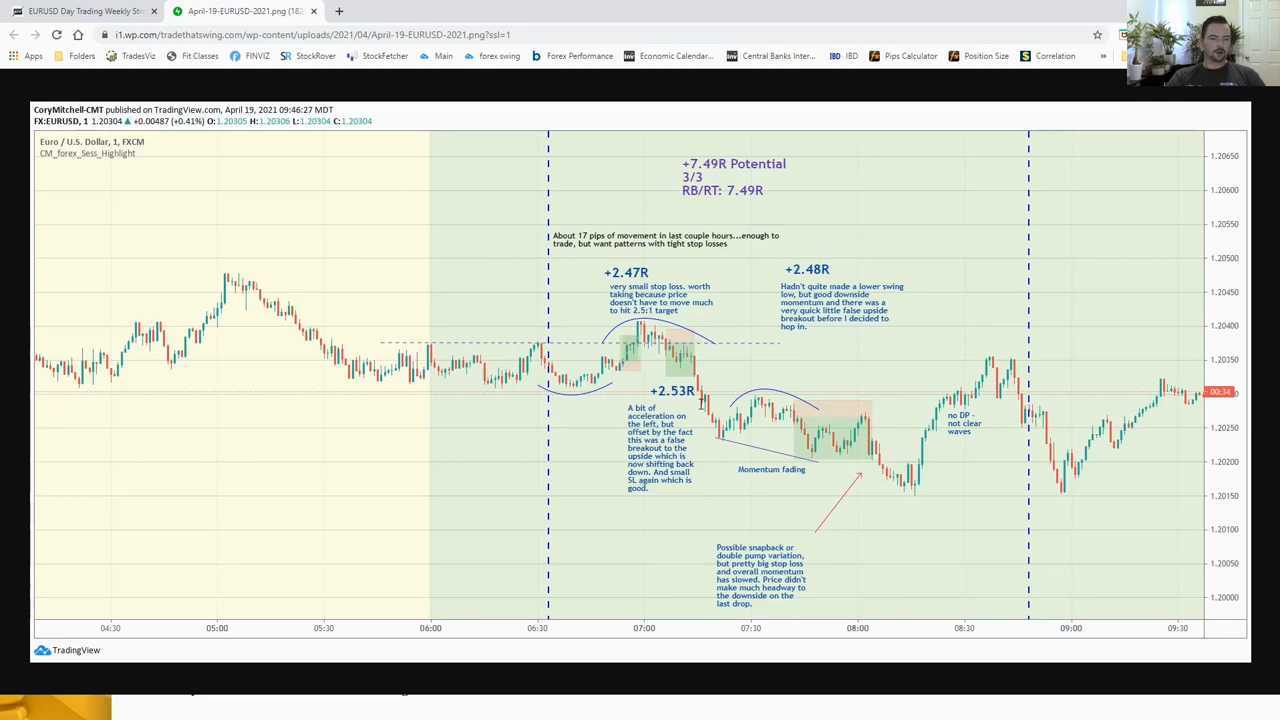 EURUSD Day Trading Weekly Str
April-19-EURUSD-2021.png (182
i1.wp.com/tradethatswing.com/wp-content/uploads/2021/04/April-19-EURUSD-2021.png?ssl=1
Apps
Folders
TradesViz
Fit Classes
FINVIZ
StockRover
StockFetcher
Main
forex swing
Forex Performance
Economic Calendar...
Central Banks Inter...
IBD
Pips Calculator
Position Size
Correlation
CoryMitchell-CMT published on TradingView.com, April 19, 2021 09:46:27 MDT
FX:EURUSD, 1 1.20304 ▲ +0.00487 (+0.41%) O:1.20305 H:1.20306 L:1.20304 C:1.20304
Euro / U.S. Dollar, 1, FXCM
CM_forex_Sess_Highlight
+7.49R Potential
3/3
RB/RT: 7.49R
About 17 pips of movement in last couple hours...enough to
trade, but want patterns with tight stop losses
+2.47R
very small stop loss. worth
taking because price
doesn't have to move much
to hit 2.5:1 target
+2.48R
Hadn't quite made a lower swing
low, but good downside
momentum and there was a
very quick little false upside
breakout before I decided to
hop in.
+2.53R
A bit of
acceleration on
the left, but
offset by the fact
this was a false
breakout to the
upside which is
now shifting back
down. And small
SL again which is
good.
Momentum fading
no DP -
not clear
waves
Possible snapback or
double pump variation,
but pretty big stop loss
and overall momentum
has slowed. Price didn't
make much headway to
the downside on the
last drop.
1.20650
1.20600
1.20550
1.20500
1.20450
1.20400
1.20350
00:34
1.20250
1.20200
1.20150
1.20100
1.20050
1.20000
04:30
05:00
05:30
06:00
06:30
07:00
07:30
08:00
08:30
09:00
09:30
TradingView